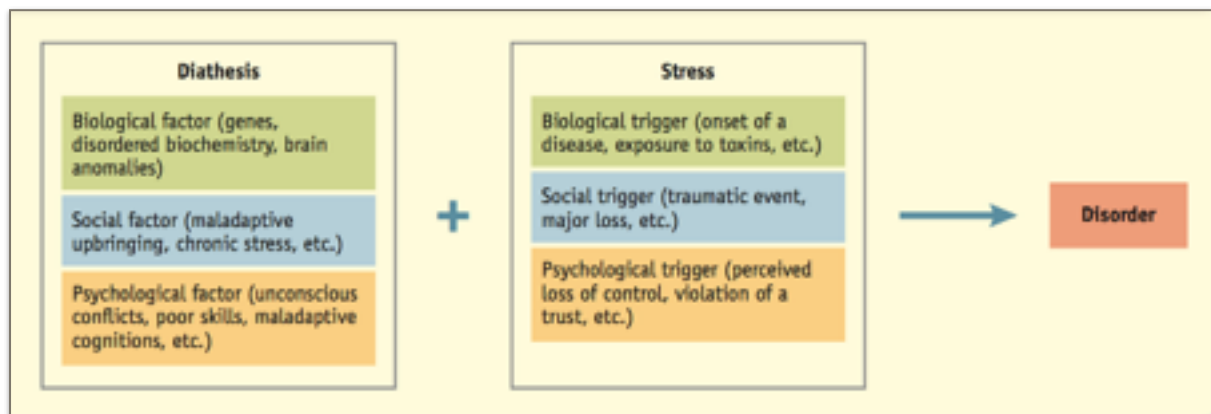 Diathesis
Biological factor (genes,
disordered biochemistry, brain
anomalies)
Social factor (maladaptive
upbringing, chronic stress, etc.)
Psychological factor (unconscious
conflicts, poor skills, maladaptive
cognitions, etc.)
+
Stress
Biological trigger (onset of a
disease, exposure to toxins, etc.)
Social trigger (traumatic event,
major loss, etc.)
Psychological trigger (perceived
loss of control, violation of a
trust, etc.)
Disorder